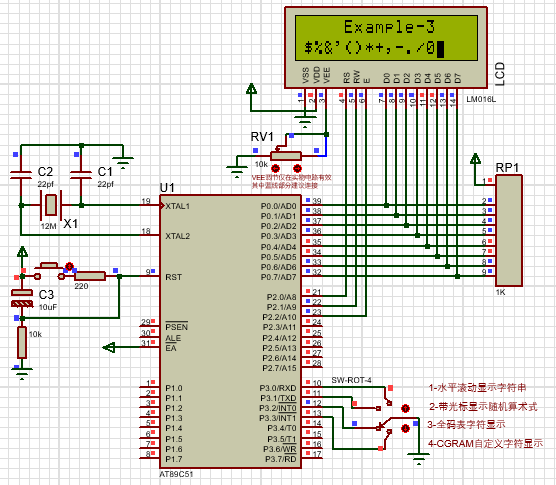 Example-3
$%&'()*+,-./0
LCD
VSS
VDD
VEE
RS
RW
E
D0
D1
D2
D3
D4
D5
D6
D7
1
2
3
4
5
6
7
8
9
10
11
12
13
14
LM016L
RV1
10k
VEE调节仅在实物电路有效
其中蓝线部分建议连接
C2
22pf
C1
22pf
12M
X1
U1
19
XTAL1
18
XTAL2
9
RST
220
C3
10uF
10k
29
PSEN
30
ALE
31
EA
1
P1.0
2
P1.1
3
P1.2
4
P1.3
5
P1.4
6
P1.5
7
P1.6
8
P1.7
P0.0/AD0
39
P0.1/AD1
38
P0.2/AD2
37
P0.3/AD3
36
P0.4/AD4
35
P0.5/AD5
34
P0.6/AD6
33
P0.7/AD7
32
P2.0/A8
21
P2.1/A9
22
P2.2/A10
23
P2.3/A11
24
P2.4/A12
25
P2.5/A13
26
P2.6/A14
27
P2.7/A15
28
P3.0/RXD
10
P3.1/TXD
11
P3.2/INT0
12
P3.3/INT1
13
P3.4/T0
14
P3.5/T1
15
P3.6/WR
16
P3.7/RD
17
AT89C51
RP1
1
2
3
4
5
6
7
8
9
1K
SW-ROT-4
1-水平滚动显示字符串
2-带光标显示随机算术式
3-全码表字符显示
4-CGRAM自定义字符显示